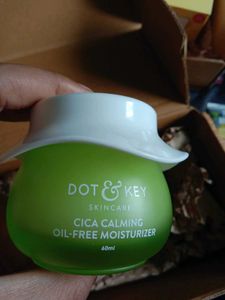 DOT & KEY
SKINCARE
CICA CALMING
OIL-FREE MOISTURIZER
60ml